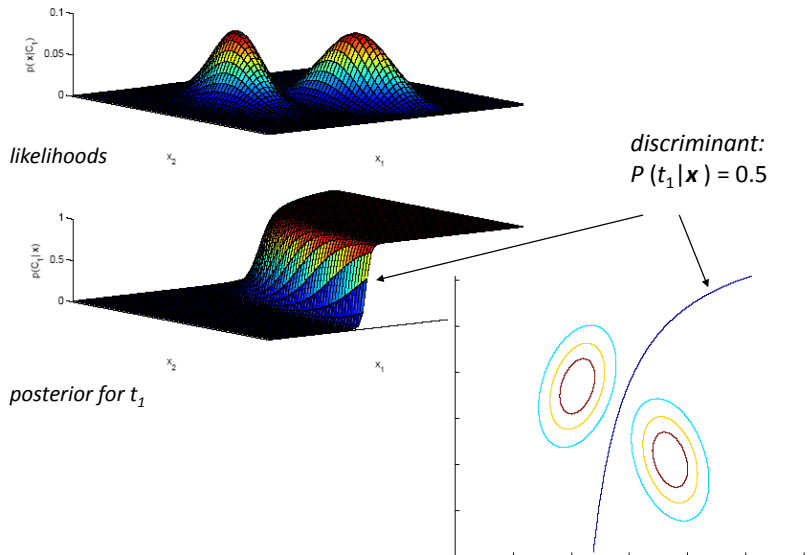 0.1
0.05
0
p(x|C1)
likelihoods
x2
x1
discriminant:
P (t1|x ) = 0.5
1
0.5
0
p(C1|x)
x2
x1
posterior for t1